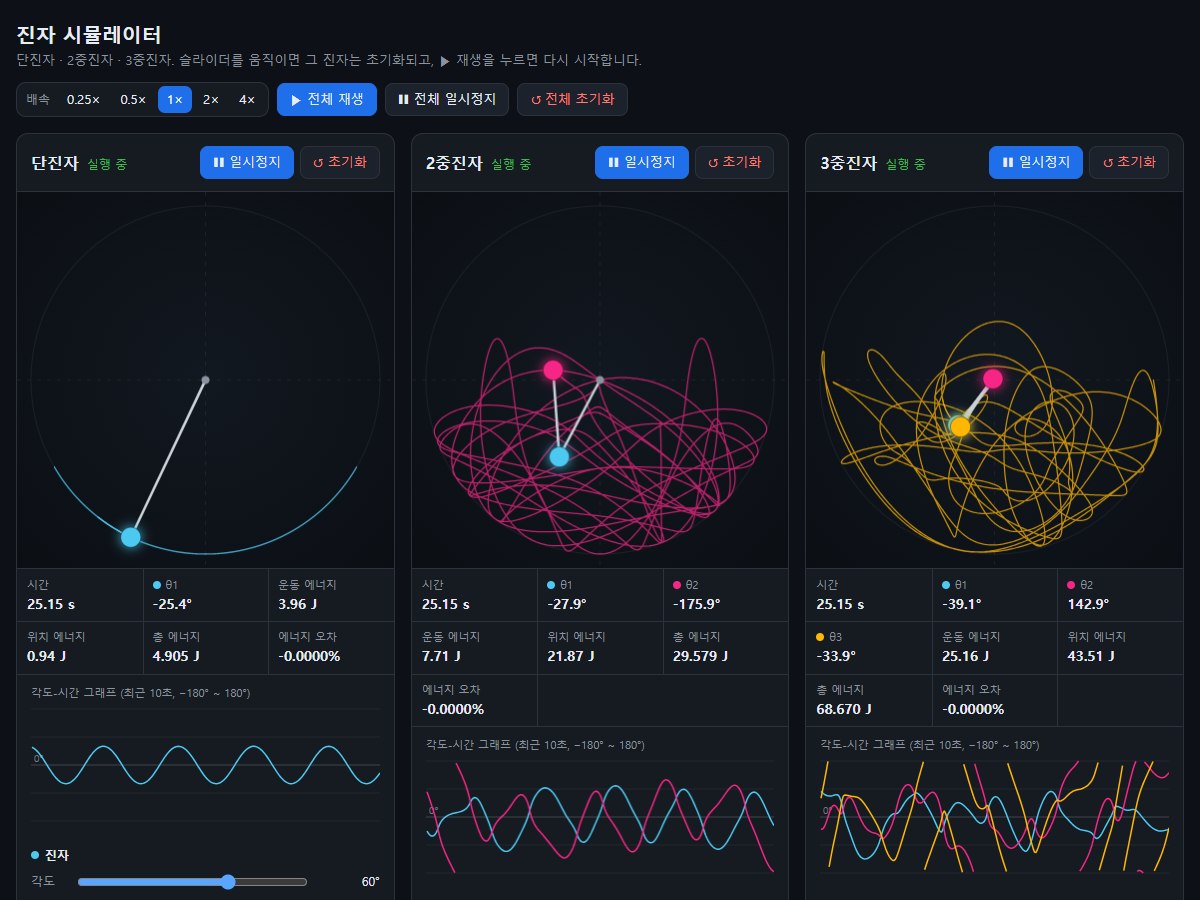 진자 시뮬레이터
단진자 · 2중진자 · 3중진자. 슬라이더를 움직이면 그 진자는 초기화되고, ▶ 재생을 누르면 다시 시작합니다.
배속 0.25× 0.5× 1× 2× 4× ▶ 전체 재생 ⏸ 전체 일시정지 ↺ 전체 초기화
단진자 실행 중 ⏸ 일시정지 ↺ 초기화
시간 θ1 운동 에너지
25.15 s -25.4° 3.96 J
위치 에너지 총 에너지 에너지 오차
0.94 J 4.905 J -0.0000%
각도-시간 그래프 (최근 10초, −180° ~ 180°)
0°
진자
각도 60°
2중진자 실행 중 ⏸ 일시정지 ↺ 초기화
시간 θ1 θ2
25.15 s -27.9° -175.9°
운동 에너지 위치 에너지 총 에너지
7.71 J 21.87 J 29.579 J
에너지 오차
-0.0000%
각도-시간 그래프 (최근 10초, −180° ~ 180°)
0°
3중진자 실행 중 ⏸ 일시정지 ↺ 초기화
시간 θ1 θ2
25.15 s -39.1° 142.9°
θ3 운동 에너지 위치 에너지
-33.9° 25.16 J 43.51 J
총 에너지 에너지 오차
68.670 J -0.0000%
각도-시간 그래프 (최근 10초, −180° ~ 180°)
0°